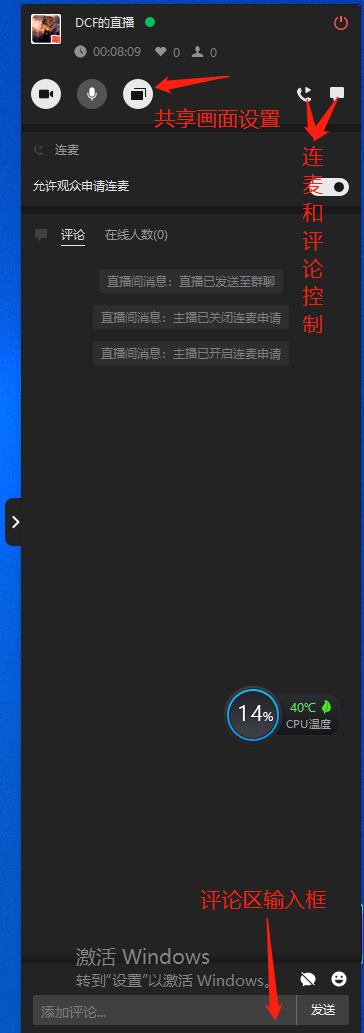 DCF的直播
00:08:09 0 0
共享画面设置
连麦
允许观众申请连麦
连麦和评论控制
评论 在线人数(0)
直播间消息：直播已发送至群聊
直播间消息：主播已关闭连麦申请
直播间消息：主播已开启连麦申请
14%
40℃
CPU温度
评论区输入框
激活 Windows
转到“设置”以激活 Windows。
添加评论... 发送